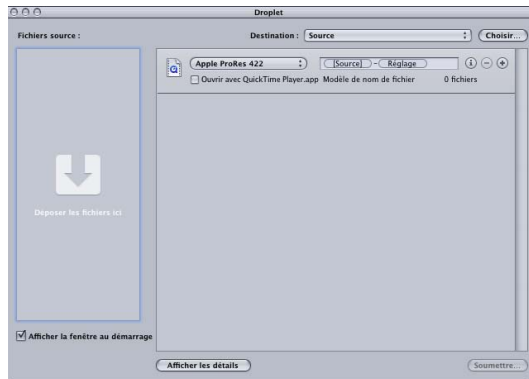 Droplet
Fichiers source :
Destination : Source
Choisir...
Apple ProRes 422
[Source] - Réglage
Ouvrir avec QuickTime Player.app
Modèle de nom de fichier
0 fichiers
Déposer les fichiers ici
Afficher la fenêtre au démarrage
Afficher les détails
Soumettre...